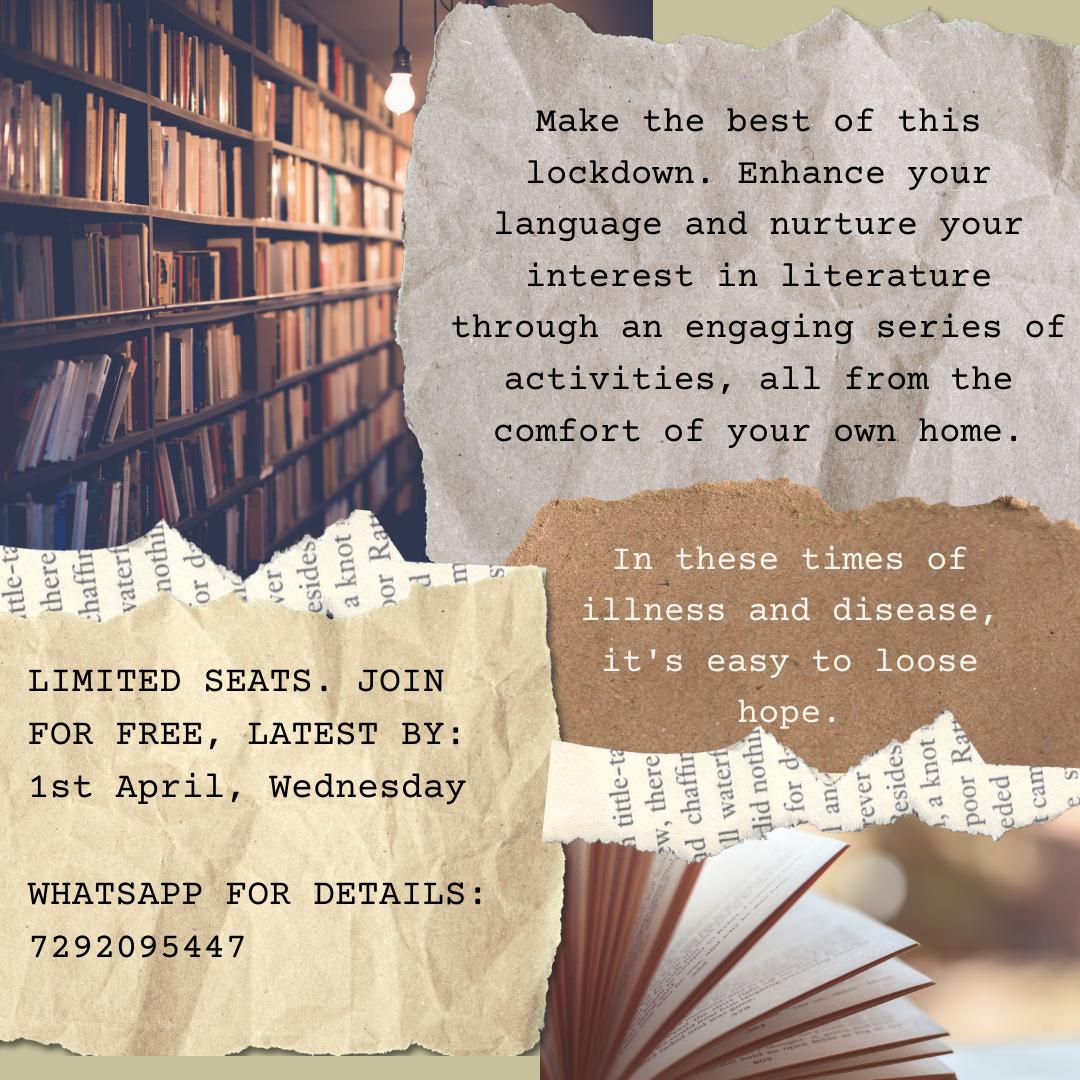 Make the best of this
lockdown. Enhance your
language and nurture your
interest in literature
through an engaging series of
activities, all from the
comfort of your own home.
In these times of
illness and disease,
it's easy to loose
hope.
LIMITED SEATS. JOIN
FOR FREE, LATEST BY:
1st April, Wednesday
WHATSAPP FOR DETAILS:
7292095447